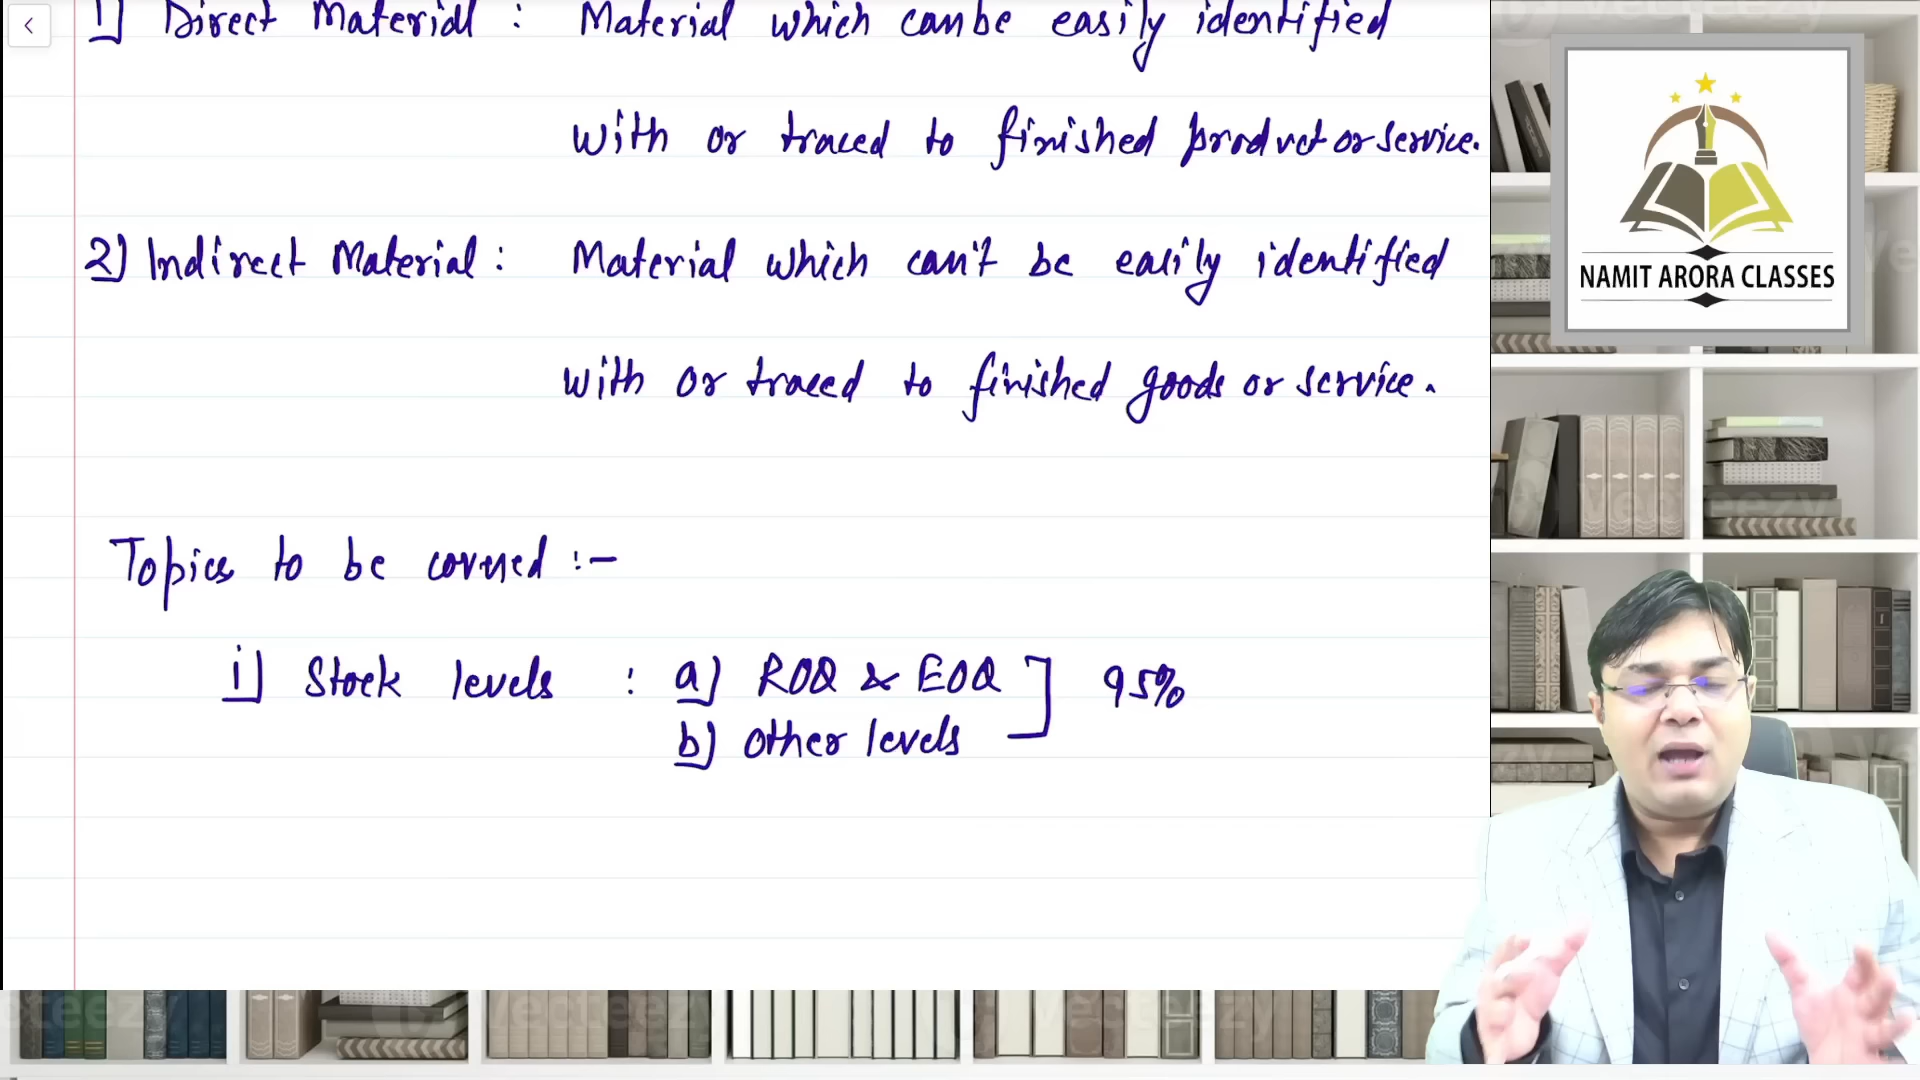 1) Direct Material : Material which can be easily identified
with or traced to finished product or service.
2) Indirect Material : Material which can't be easily identified
with or traced to finished goods or service.
Topics to be covered :-
i) Stock levels : a) ROQ & EOQ ] 95%
b) Other levels
NAMIT ARORA CLASSES